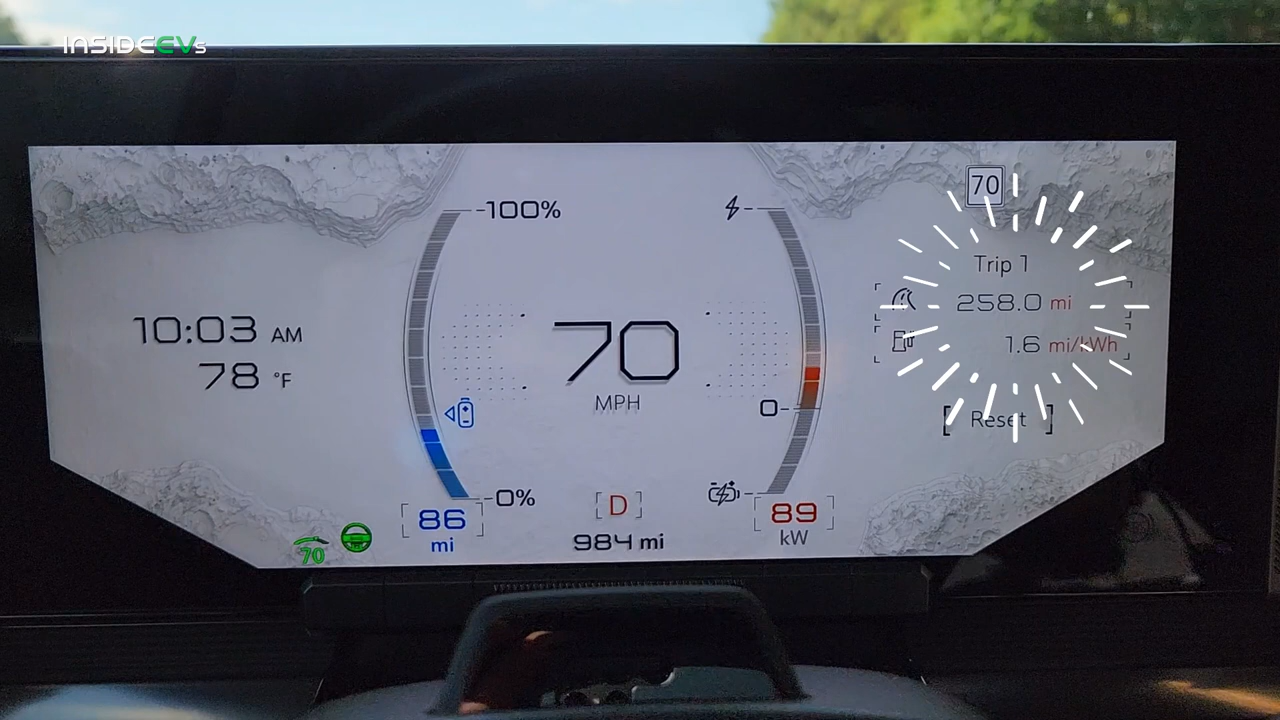 INSIDEEVs
70
100%
Trip 1
258.0 mi
10:03 AM
70
1.6 mi/kWh
78 °F
MPH
0
Reset
0%
86
mi
D
89
kW
984 mi
70